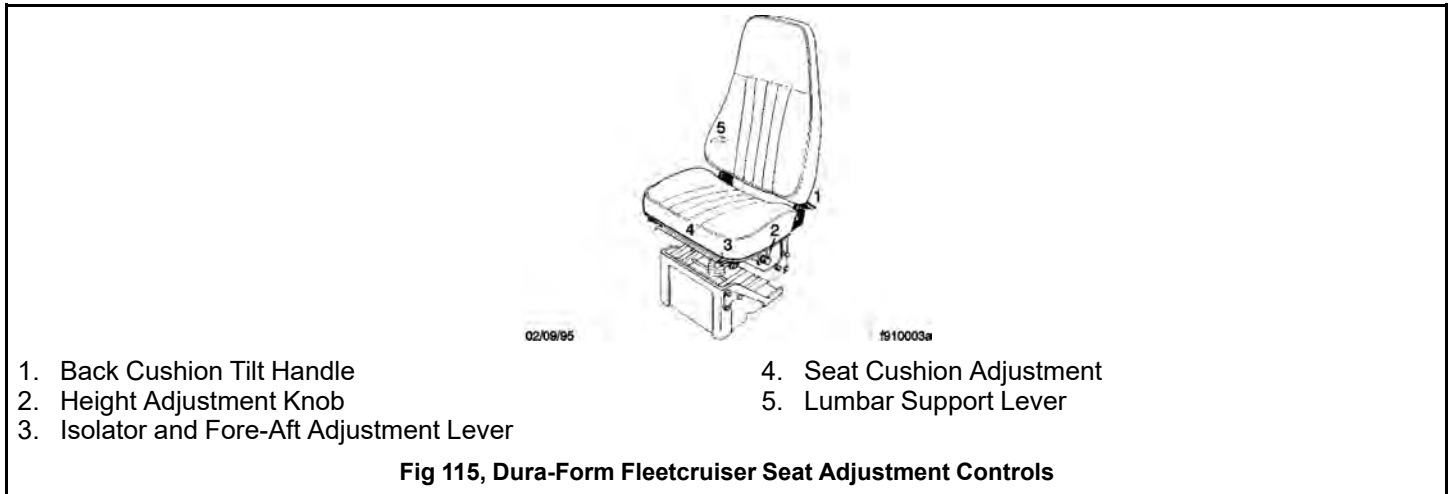 5
1
4
3
2
02/09/95
f910003a
1. Back Cushion Tilt Handle
2. Height Adjustment Knob
3. Isolator and Fore-Aft Adjustment Lever
4. Seat Cushion Adjustment
5. Lumbar Support Lever
Fig 115, Dura-Form Fleetcruiser Seat Adjustment Controls